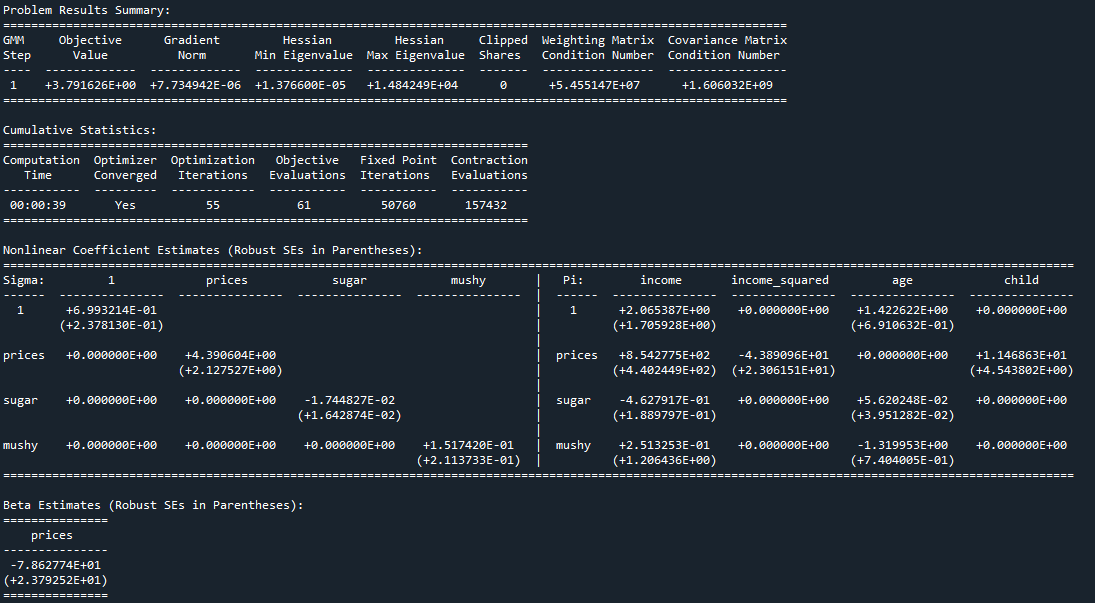 Problem Results Summary:
==============================================================================================================
GMM     Objective      Gradient         Hessian         Hessian     Clipped  Weighting Matrix  Covariance Matrix
Step      Value          Norm       Min Eigenvalue  Max Eigenvalue  Shares   Condition Number  Condition Number
----  -------------  -------------  --------------  --------------  -------  ----------------  -----------------
 1    +3.791626E+00  +7.734942E-06  +1.376600E-05   +1.484249E+04      0      +5.455147E+07      +1.606032E+09
==============================================================================================================
Cumulative Statistics:
===========================================================================
Computation  Optimizer  Optimization   Objective   Fixed Point  Contraction
   Time      Converged   Iterations   Evaluations  Iterations   Evaluations
-----------  ---------  ------------  -----------  -----------  -----------
 00:00:39       Yes          55           61          50760       157432
===========================================================================
Nonlinear Coefficient Estimates (Robust SEs in Parentheses):
=========================================================================================================================================================
Sigma:         1             prices           sugar            mushy       |   Pi:        income       income_squared        age             child
------  ---------------  ---------------  ---------------  --------------- |  ------  ---------------  ---------------  ---------------  ---------------
  1     +6.993214E-01                                                      |    1     +2.065387E+00    +0.000000E+00    +1.422622E+00    +0.000000E+00
       (+2.378130E-01)                                                     |         (+1.705928E+00)                   (+6.910632E-01)
|
prices  +0.000000E+00    +4.390604E+00                                     |  prices  +8.542775E+02    -4.389096E+01    +0.000000E+00    +1.146863E+01
                        (+2.127527E+00)                                    |         (+4.402449E+02)  (+2.306151E+01)                   (+4.543802E+00)
|
sugar   +0.000000E+00    +0.000000E+00    -1.744827E-02                    |  sugar   -4.627917E-01    +0.000000E+00    +5.620248E-02    +0.000000E+00
                                         (+1.642874E-02)                   |         (+1.889797E-01)                   (+3.951282E-02)
|
mushy   +0.000000E+00    +0.000000E+00    +0.000000E+00    +1.517420E-01   |  mushy   +2.513253E-01    +0.000000E+00    -1.319953E+00    +0.000000E+00
                                                          (+2.113733E-01)  |         (+1.206436E+00)                   (+7.404005E-01)
=========================================================================================================================================================
Beta Estimates (Robust SEs in Parentheses):
===============
    prices
---------------
 -7.862774E+01
(+2.379252E+01)
===============